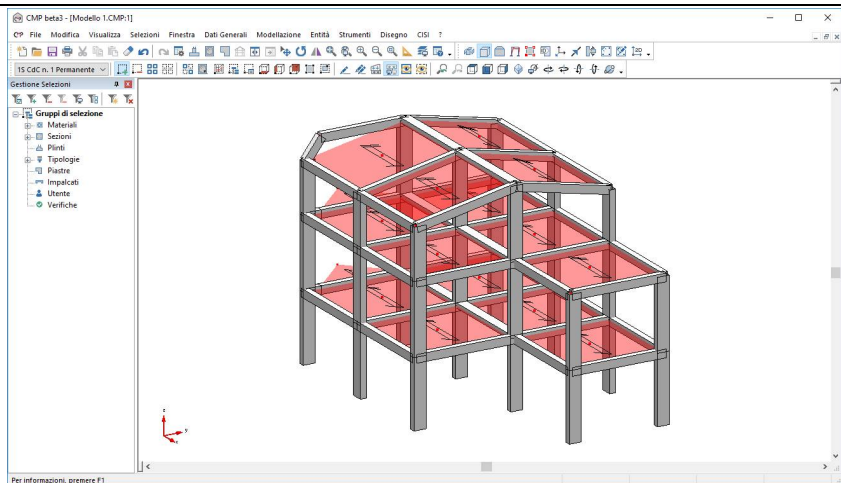 CMP beta3 - [Modello 1.CMP:1]
File Modifica Visualizza Selezioni Finestra Dati Generali Modellazione Entità Strumenti Disegno CISI ?
15 CdC n. 1 Permanente
Gestione Selezioni
Gruppi di selezione
Materiali
Sezioni
Plinti
Tipologie
Piastre
Impalcati
Utente
Verifiche
z
y
x
Per informazioni, premere F1